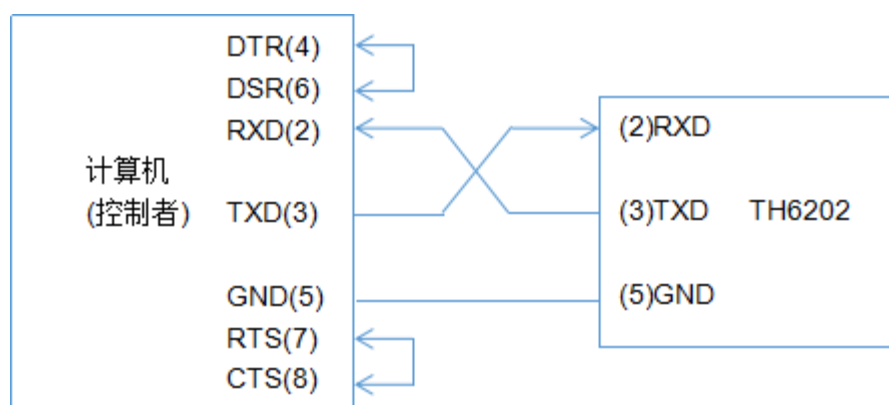 DTR(4)
DSR(6)
RXD(2)
计算机
(控制者)
TXD(3)
GND(5)
RTS(7)
CTS(8)
(2)RXD
(3)TXD TH6202
(5)GND